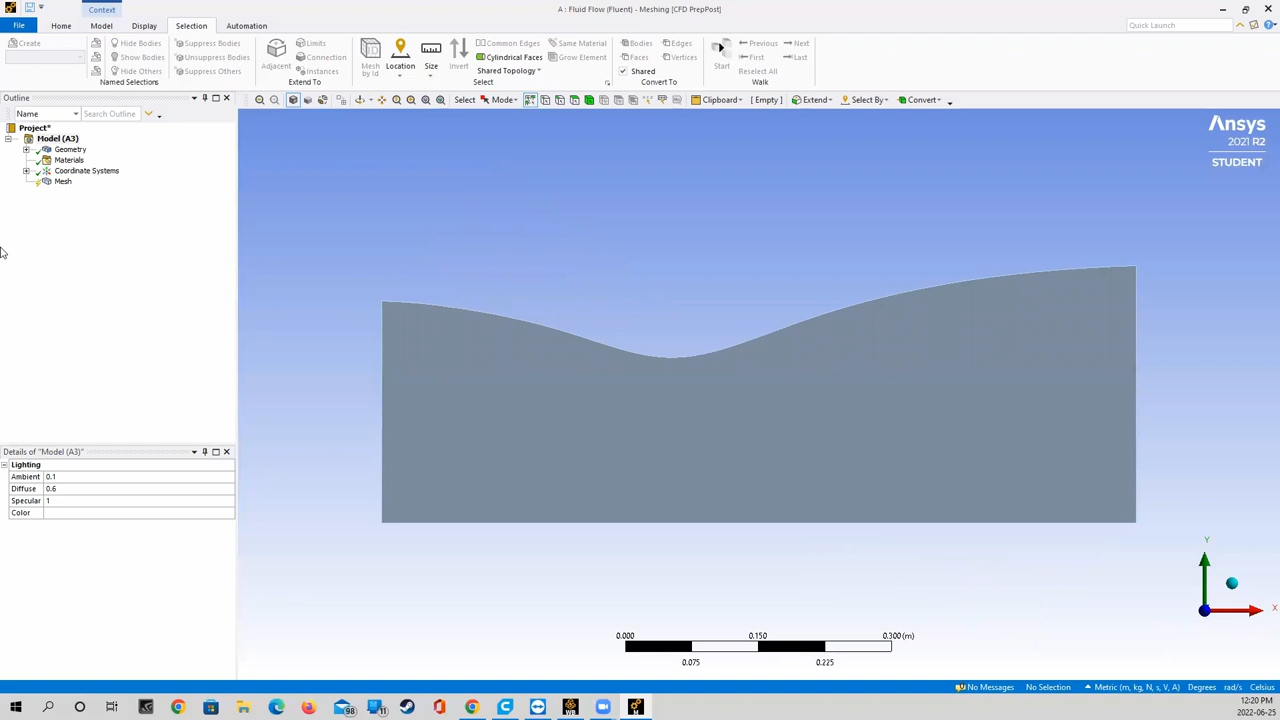 Context
A : Fluid Flow (Fluent) - Meshing [CFD PrepPost]
File Home Model Display Selection Automation
Quick Launch
Create
Hide Bodies Suppress Bodies
Show Bodies Unsuppress Bodies
Hide Others Suppress Others
Named Selections
Adjacent
Limits
Connection
Instances
Extend To
Mesh by Id
Location
Size
Invert
Common Edges Same Material
Cylindrical Faces Grow Element
Shared Topology
Select
Bodies Edges
Faces Vertices
Shared
Convert To
Start
Previous Next
First Last
Reselect All
Walk
Outline
Select Mode Clipboard [ Empty ] Extend Select By Convert
Name Search Outline
Project*
Model (A3)
Geometry
Materials
Coordinate Systems
Mesh
Ansys
2021 R2
STUDENT
Details of "Model (A3)"
Lighting
Ambient 0.1
Diffuse 0.6
Specular 1
Color
Y
X
0.000 0.150 0.300 (m)
0.075 0.225
No Messages No Selection Metric (m, kg, N, s, V, A) Degrees rad/s Celsius
98
11
WB
M
12:20 PM
2022-06-25